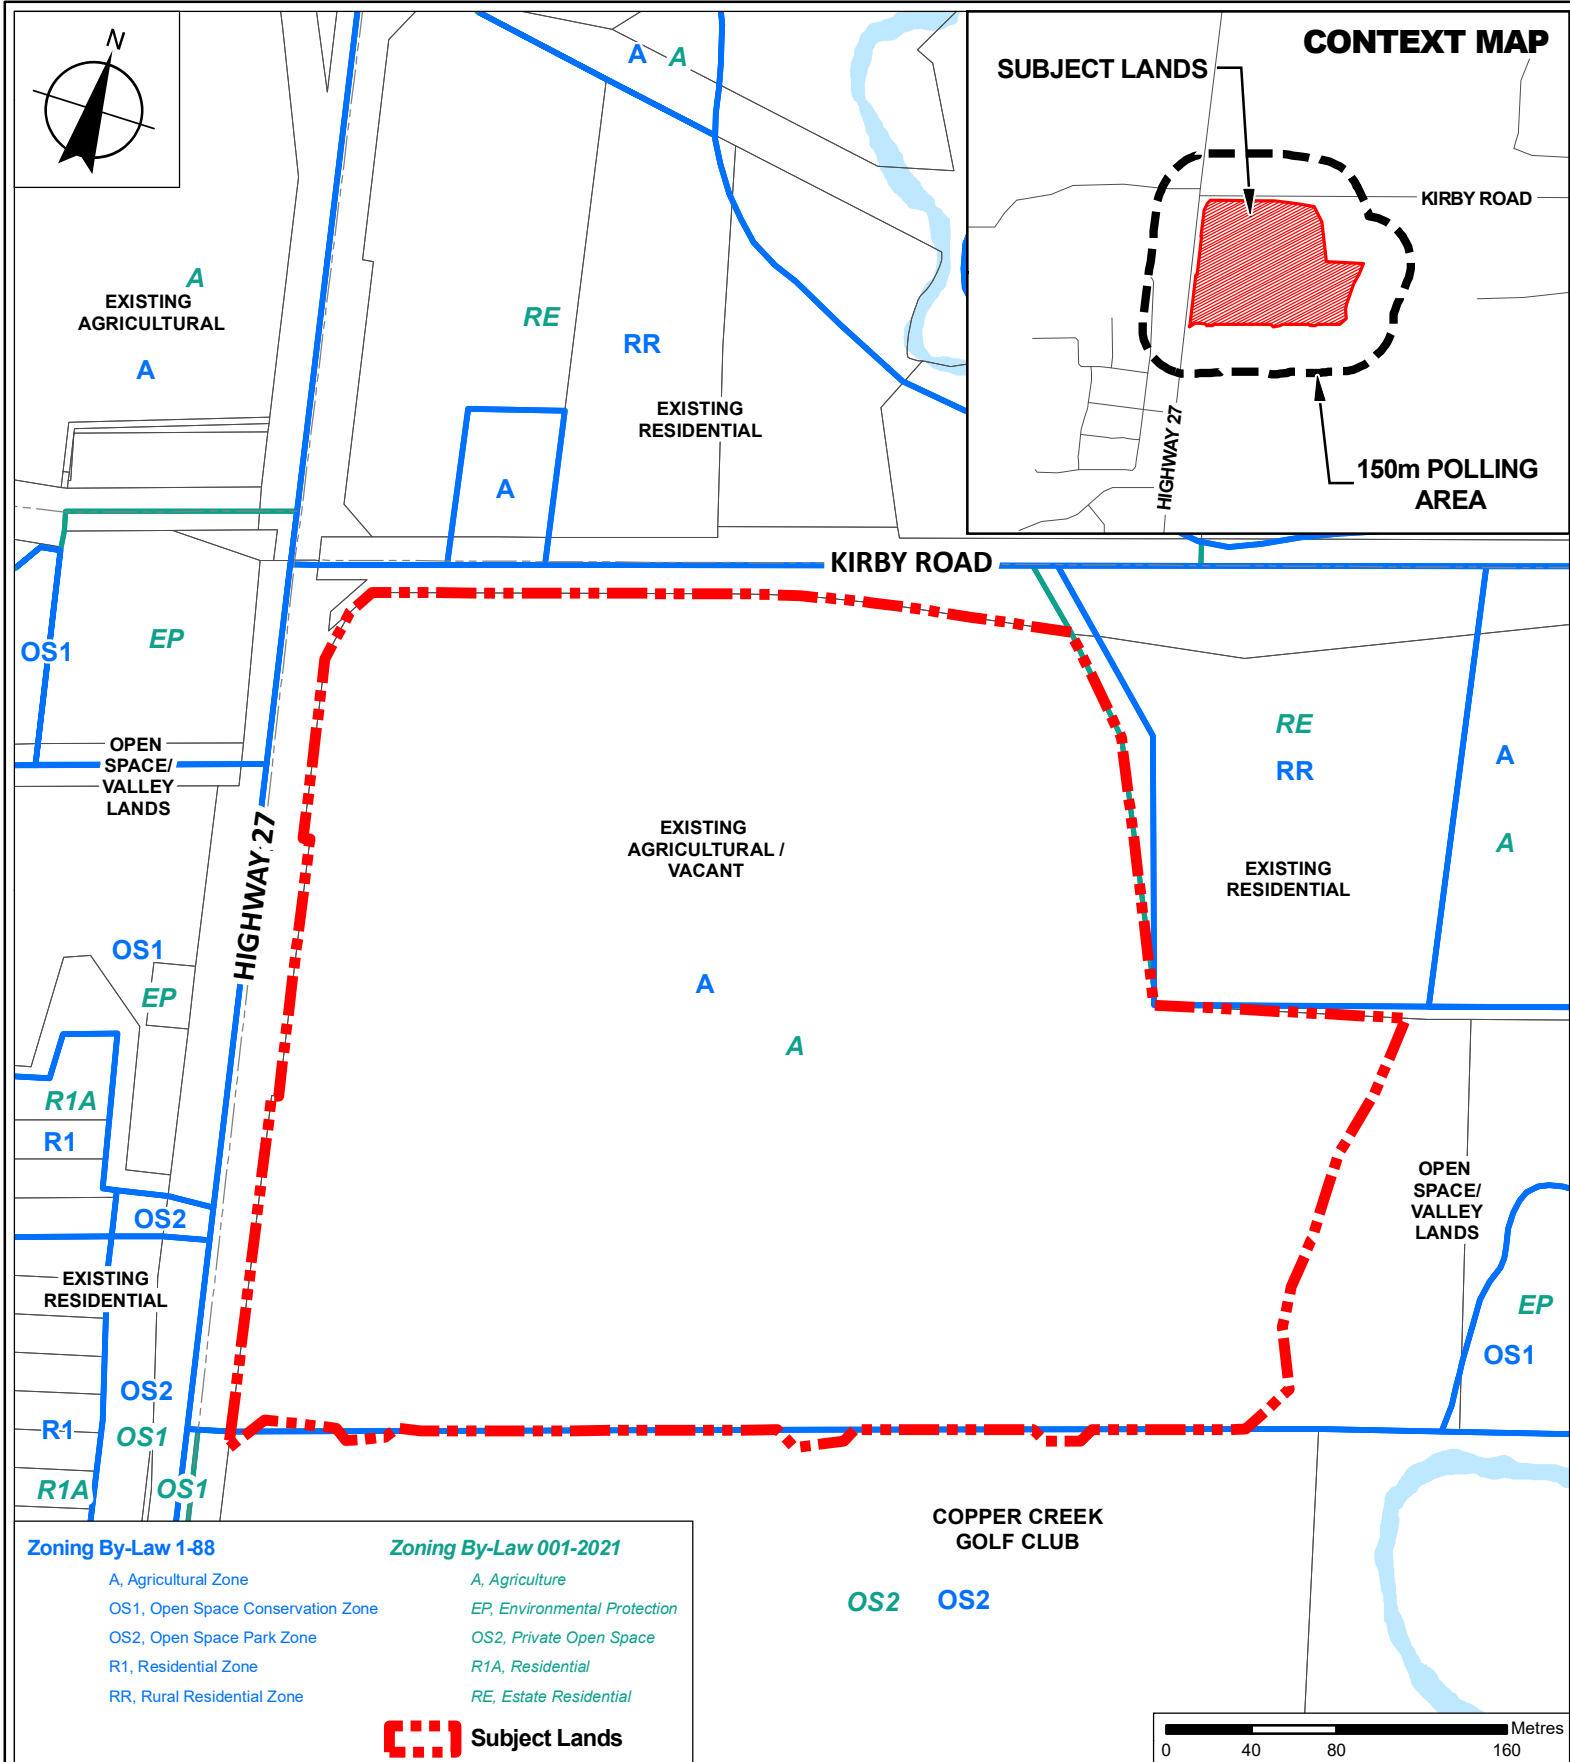 N
CONTEXT MAP
SUBJECT LANDS
KIRBY ROAD
HIGHWAY 27
150m POLLING
AREA
A
A
A
EXISTING
AGRICULTURAL
A
RE
RR
EXISTING
RESIDENTIAL
A
KIRBY ROAD
OS1
EP
OPEN
SPACE/
VALLEY
LANDS
HIGHWAY 27
RE
RR
A
A
EXISTING
RESIDENTIAL
EXISTING
AGRICULTURAL /
VACANT
A
A
OS1
EP
R1A
R1
OS2
EXISTING
RESIDENTIAL
OS2
R1
OS1
R1A
OS1
OPEN
SPACE/
VALLEY
LANDS
EP
OS1
COPPER CREEK
GOLF CLUB
OS2
OS2
Zoning By-Law 1-88
A, Agricultural Zone
OS1, Open Space Conservation Zone
OS2, Open Space Park Zone
R1, Residential Zone
RR, Rural Residential Zone
Zoning By-Law 001-2021
A, Agriculture
EP, Environmental Protection
OS2, Private Open Space
R1A, Residential
RE, Estate Residential
Subject Lands
Metres
0 40 80 160